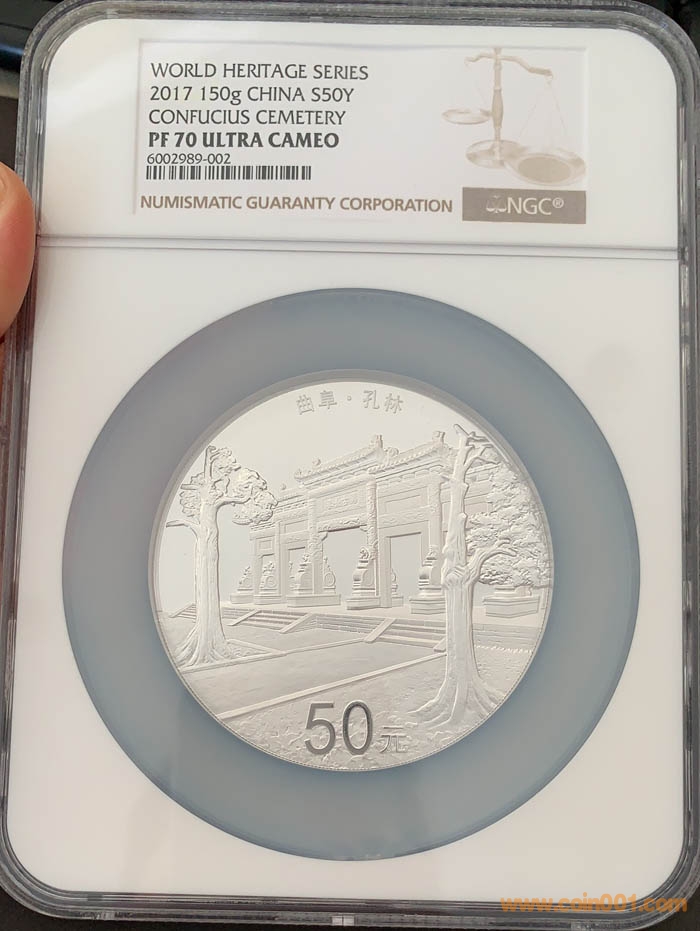 WORLD HERITAGE SERIES
2017 150g CHINA S50Y
CONFUCIUS CEMETERY
PF 70 ULTRA CAMEO
6002989-002
NUMISMATIC GUARANTY CORPORATION
NGC®
曲阜·孔林
50元
www.coin001.com